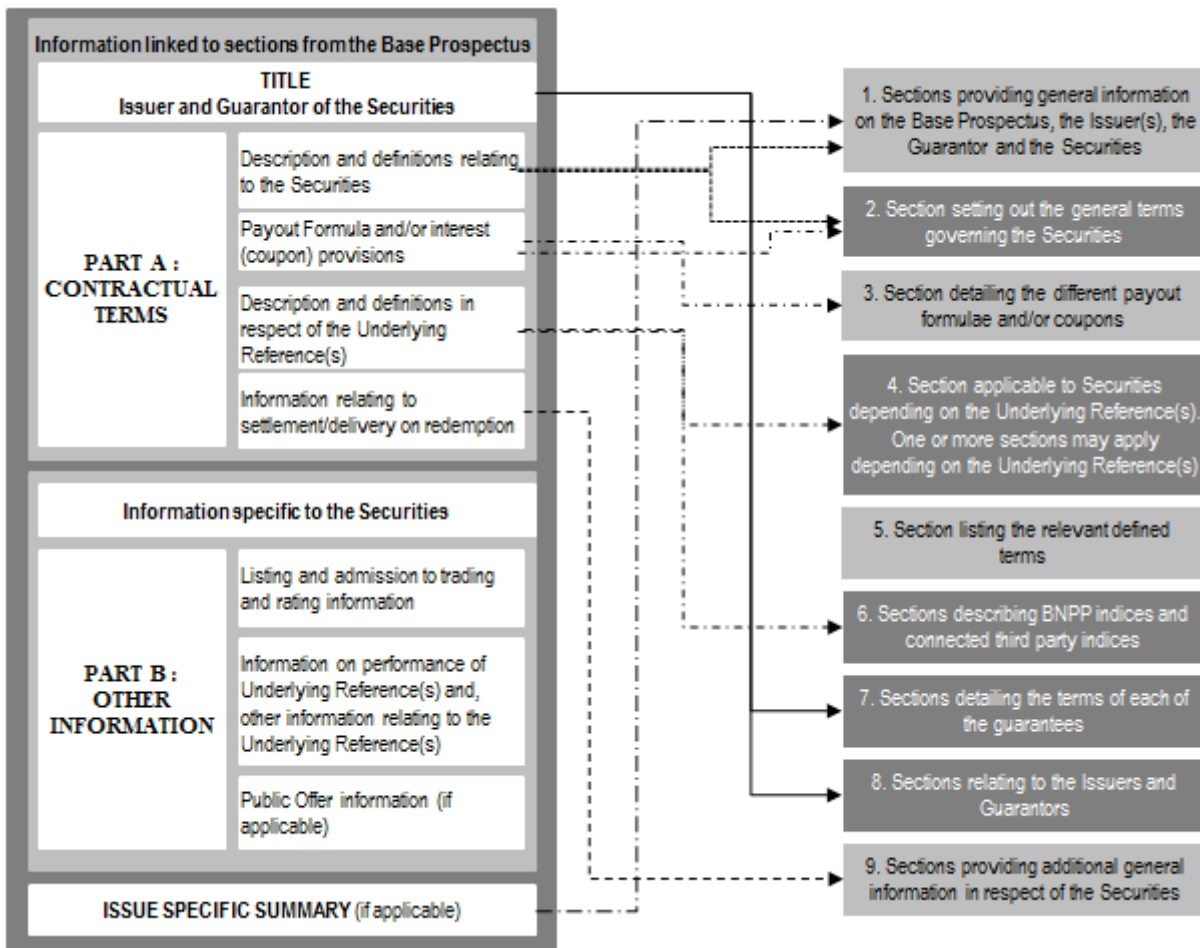 Information linked to sections from the Base Prospectus
TITLE
Issuer and Guarantor of the Securities
PART A :
CONTRACTUAL
TERMS
Description and definitions relating
to the Securities
Payout Formula and/or interest
(coupon) provisions
Description and definitions in
respect of the Underlying
Reference(s)
Information relating to
settlement/delivery on redemption
Information specific to the Securities
PART B :
OTHER
INFORMATION
Listing and admission to trading
and rating information
Information on performance of
Underlying Reference(s) and,
other information relating to the
Underlying Reference(s)
Public Offer information (if
applicable)
ISSUE SPECIFIC SUMMARY (if applicable)
1. Sections providing general information
on the Base Prospectus, the Issuer(s), the
Guarantor and the Securities
2. Section setting out the general terms
governing the Securities
3. Section detailing the different payout
formulae and/or coupons
4. Section applicable to Securities
depending on the Underlying Reference(s).
One or more sections may apply
depending on the Underlying Reference(s)
5. Section listing the relevant defined
terms
6. Sections describing BNPP indices and
connected third party indices
7. Sections detailing the terms of each of
the guarantees
8. Sections relating to the Issuers and
Guarantors
9. Sections providing additional general
information in respect of the Securities